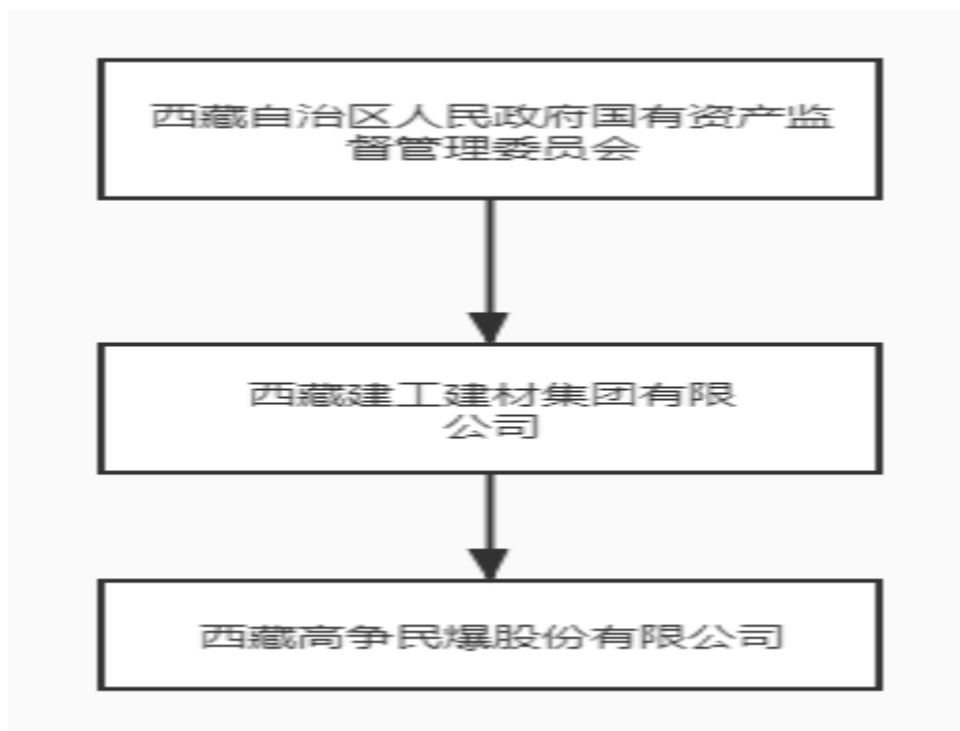 西藏自治区人民政府国有资产监
督管理委员会
西藏建工建材集团有限
公司
西藏高争民爆股份有限公司